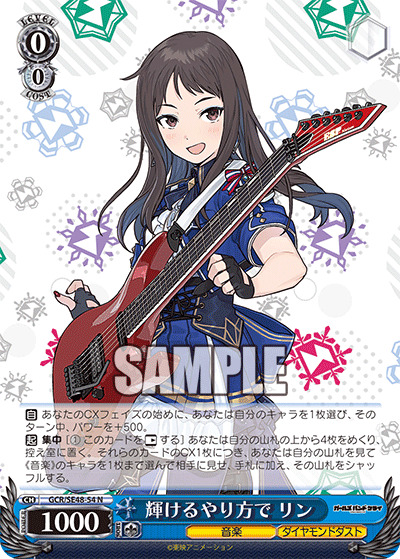 LEVEL
0
0
COST
ESP
SAMPLE
自 あなたのCXフェイズの始めに、あなたは自分のキャラを1枚選び、そのターン中、パワーを+500。
起 集中 [① このカードを する] あなたは自分の山札の上から4枚をめくり、控え室に置く。それらのカードのCX1枚につき、あなたは自分の山札を見て《音楽》のキャラを1枚まで選んで相手に見せ、手札に加え、その山札をシャッフルする。
CH GCR/SE48-54 N
1000
輝けるやり方で リン
ガールズバンドクライ
音楽
ダイヤモンドダスト
©東映アニメーション